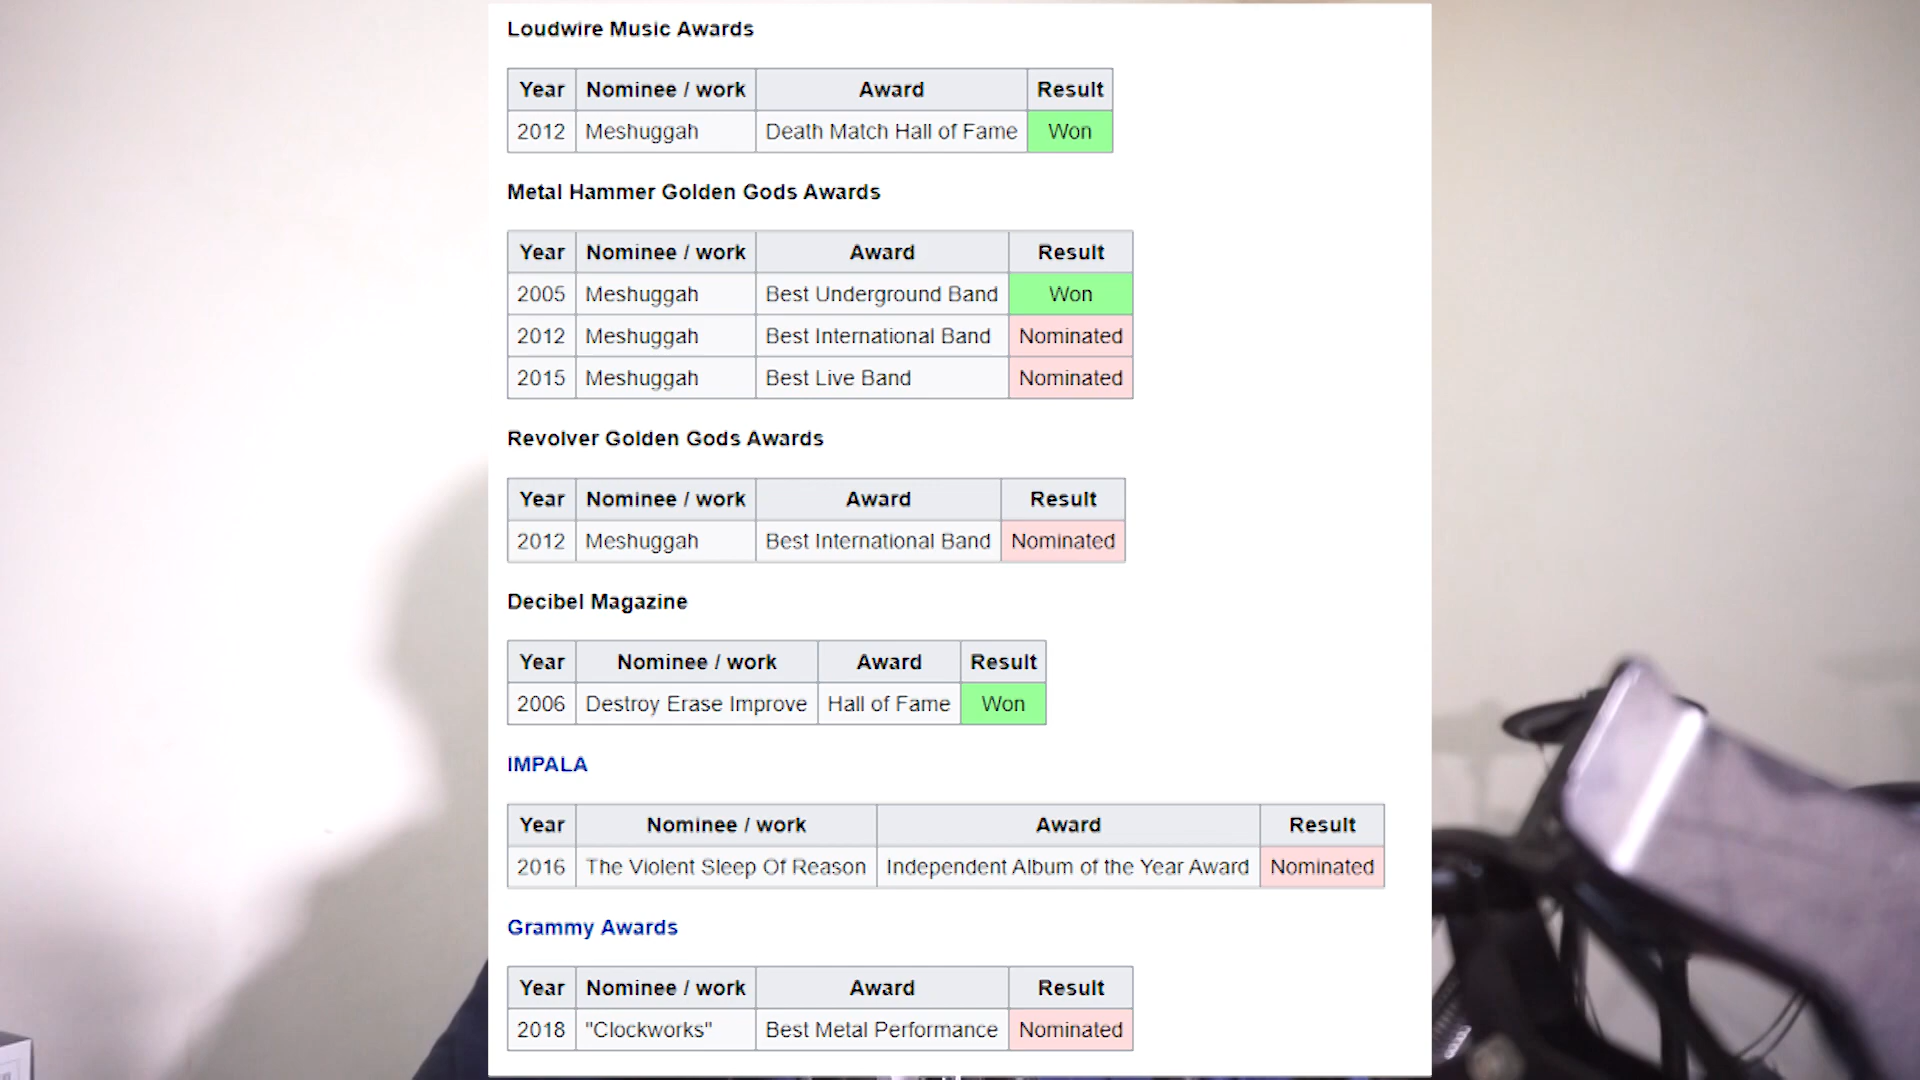 Loudwire Music Awards
Year Nominee / work Award Result
2012 Meshuggah Death Match Hall of Fame Won
Metal Hammer Golden Gods Awards
Year Nominee / work Award Result
2005 Meshuggah Best Underground Band Won
2012 Meshuggah Best International Band Nominated
2015 Meshuggah Best Live Band Nominated
Revolver Golden Gods Awards
Year Nominee / work Award Result
2012 Meshuggah Best International Band Nominated
Decibel Magazine
Year Nominee / work Award Result
2006 Destroy Erase Improve Hall of Fame Won
IMPALA
Year Nominee / work Award Result
2016 The Violent Sleep Of Reason Independent Album of the Year Award Nominated
Grammy Awards
Year Nominee / work Award Result
2018 "Clockworks" Best Metal Performance Nominated